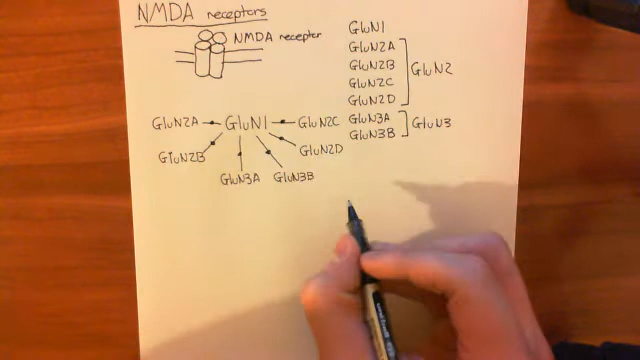 NMDA receptors
NMDA receptor
GluN1
GluN2A
GluN2B
GluN2C
GluN2D
GluN2
GluN3A
GluN3B
GluN3
GluN2A
GluN1
GluN2C
GluN2B
GluN2D
GluN3A
GluN3B